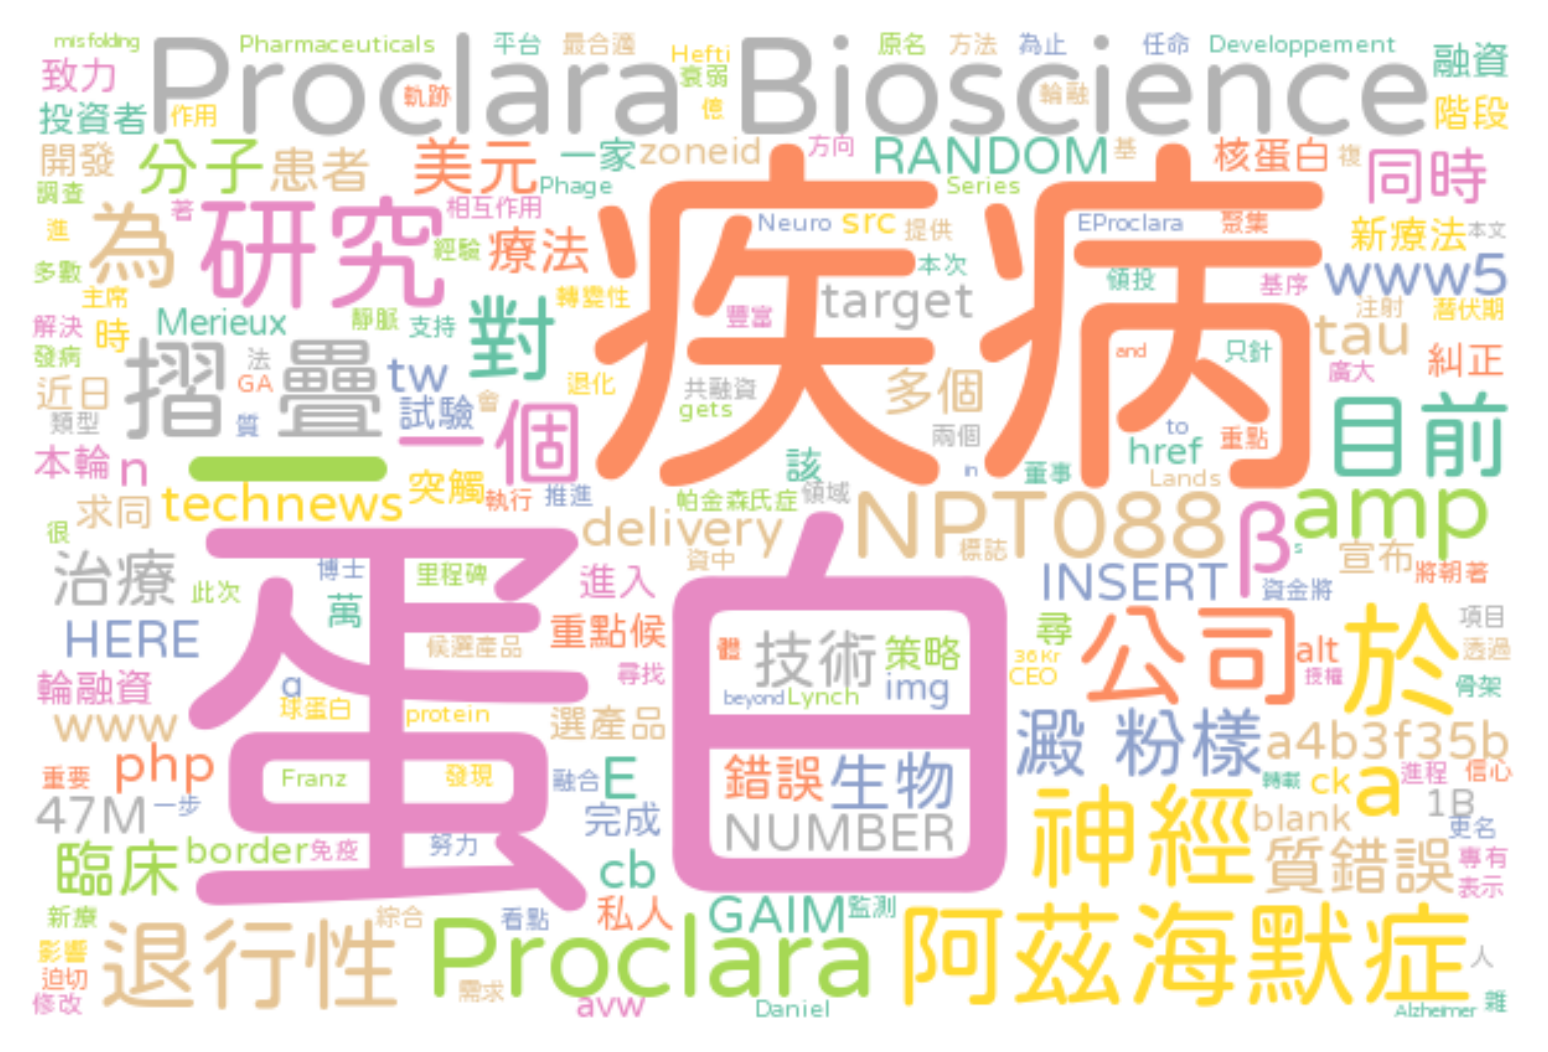 misfolding Pharmaceuticals 平台 最合適 Hefti 原名 方法 為止 任命 Developpement 融資
致力 Proclara Bioscience 衰弱
投資者 作用 軌跡 億 輪融 階段
開發 分子 患者 美元 一家 zoneid 方向 RANDOM 基 核蛋白 複 同時
調查 著 相互作用 Phage Series
進 為 研究 經驗 療法 疾病 Neuro src 提供 EProclara 聚集 新療法 本文
多數 主席 轉變性 本次 領投 基序 www5
解決 時 Merieux 靜脈 支持 對 豐富 target 注射 潛伏期
發病 摺疊 法 tw and 只針 tau 糾正
近日 GA 試驗 會 退化 共融資 多個 廣大
類型 質 一個 gets 兩個 to 重點 目前
本輪 n 一 該 in 董事 href
求同 technews 突觸 執行 推進 帕金森氏症 領域 Lands
很 蛋白 delivery NPT088 標誌 β amp
治療 博士 里程碑 進入 資中 INSERT s 宣布 將朝著
此次 萬 資金將
HERE 候選產品 重點候 體 技術 策略 尋 公司 於 項目
輪融資 a 尋找 beyond Lynch img 36Kr CEO alt 授權 透過
www 球蛋白 protein 選產品 澱 粉樣 骨架
重要 php Franz 發現 融合 E 錯誤 生物 a4b3f35b
47M 一步 完成 NUMBER 神經 轉載 ck a 進程 信心
臨床 border 免疫 努力 cb blank 1B 更名
質錯誤 專有 表示
新療 綜合 看點 私人 GAIM 監測
影響 退行性 Proclara 阿茲海默症 人
迫切 修改 需求 avw Daniel Alzheimer 雜